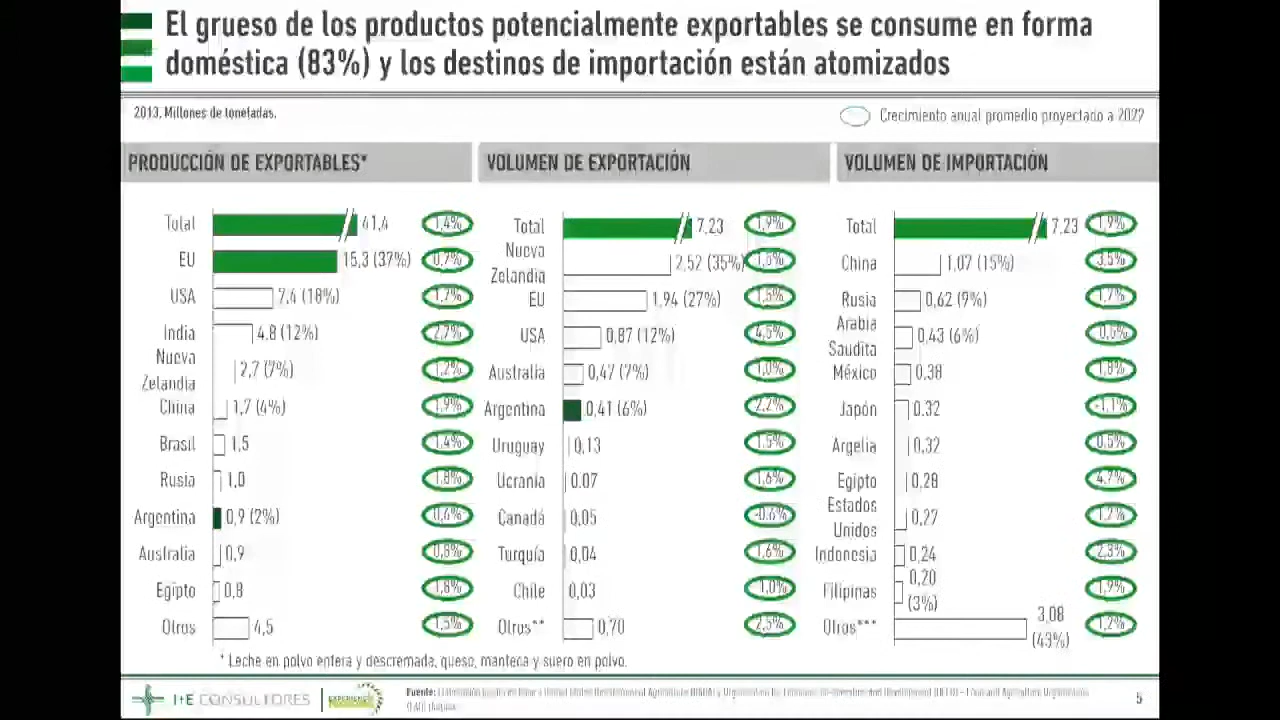 El grueso de los productos potencialmente exportables se consume en forma
doméstica (83%) y los destinos de importación están atomizados
2013. Millones de toneladas.
Crecimiento anual promedio proyectado a 2022
PRODUCCIÓN DE EXPORTABLES*
Total 41,4 1,4%
EU 15,3 (37%) 0,7%
USA 7,4 (18%) 1,7%
India 4.8 (12%) 2,7%
Nueva
Zelandia 2,7 (7%) 1,2%
China 1,7 (4%) 1,9%
Brasil 1,5 1,4%
Rusia 1,0 1,8%
Argentina 0,9 (2%) 0,6%
Australia 0,9 0,8%
Egipto 0,8 1,8%
Otros 4,5 1,5%
VOLUMEN DE EXPORTACIÓN
Total 7,23 1,9%
Nueva
Zelandia 2,52 (35%)
EU 1,94 (27%)
USA 0,87 (12%) 4,5%
Australia 0,47 (7%) 1,0%
Argentina 0,41 (6%) 2,2%
Uruguay 0,13 1,5%
Ucrania 0.07 1,6%
Canadá 0,05 -0.6%
Turquía 0,04 1,6%
Chile 0,03 1,0%
Otros** 0,70 2,5%
VOLUMEN DE IMPORTACIÓN
Total 7,23 1,9%
China 1,07 (15%) 3,5%
Rusia 0,62 (9%) 1,7%
Arabia
Saudita 0,43 (6%)
México 0,38 1,8%
Japón 0.32 -1,1%
Argelia 0,32 0,5%
Egipto 0,28 4,7%
Estados
Unidos 0,27 1,2%
Indonesia 0,24 2,3%
Filipinas 0,20 (3%) 1,9%
Otros*** 3,08 (43%) 1,2%
* Leche en polvo entera y descremada, queso, manteca y suero en polvo.
I+E CONSULTORES
Fuente:
5